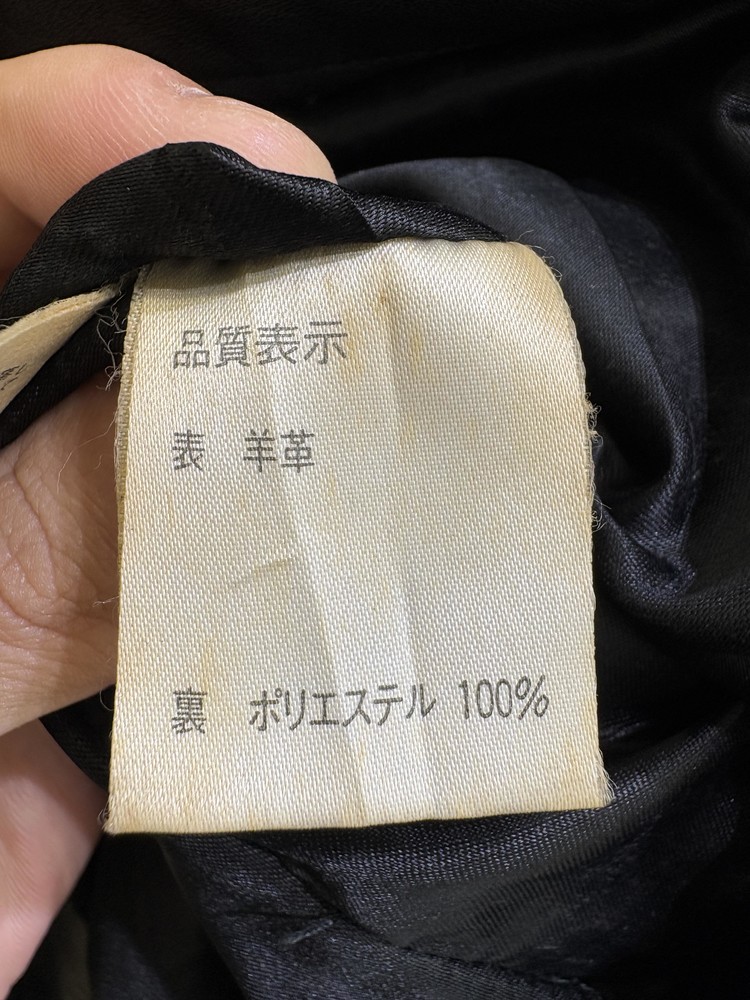 品質表示
表 羊革
裏 ポリエステル 100%